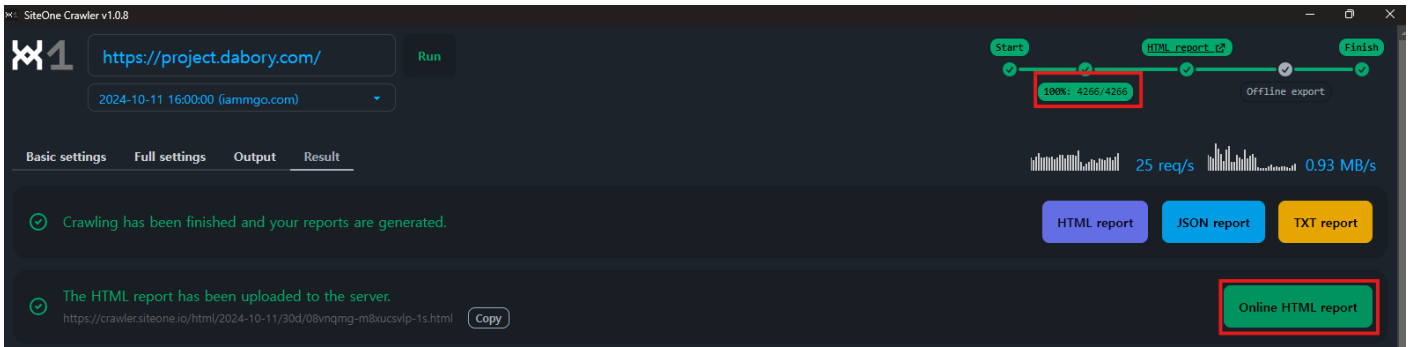 SiteOne Crawler v1.0.8
1
https://project.dabory.com/
Run
2024-10-11 16:00:00 (iammgo.com)
Start
HTML report
Finish
100%: 4266/4266
Offline export
Basic settings Full settings Output Result
25 req/s 0.93 MB/s
Crawling has been finished and your reports are generated.
HTML report JSON report TXT report
The HTML report has been uploaded to the server.
https://crawler.siteone.io/html/2024-10-11/30d/08vnqmg-m8xucsvlp-1s.html Copy
Online HTML report